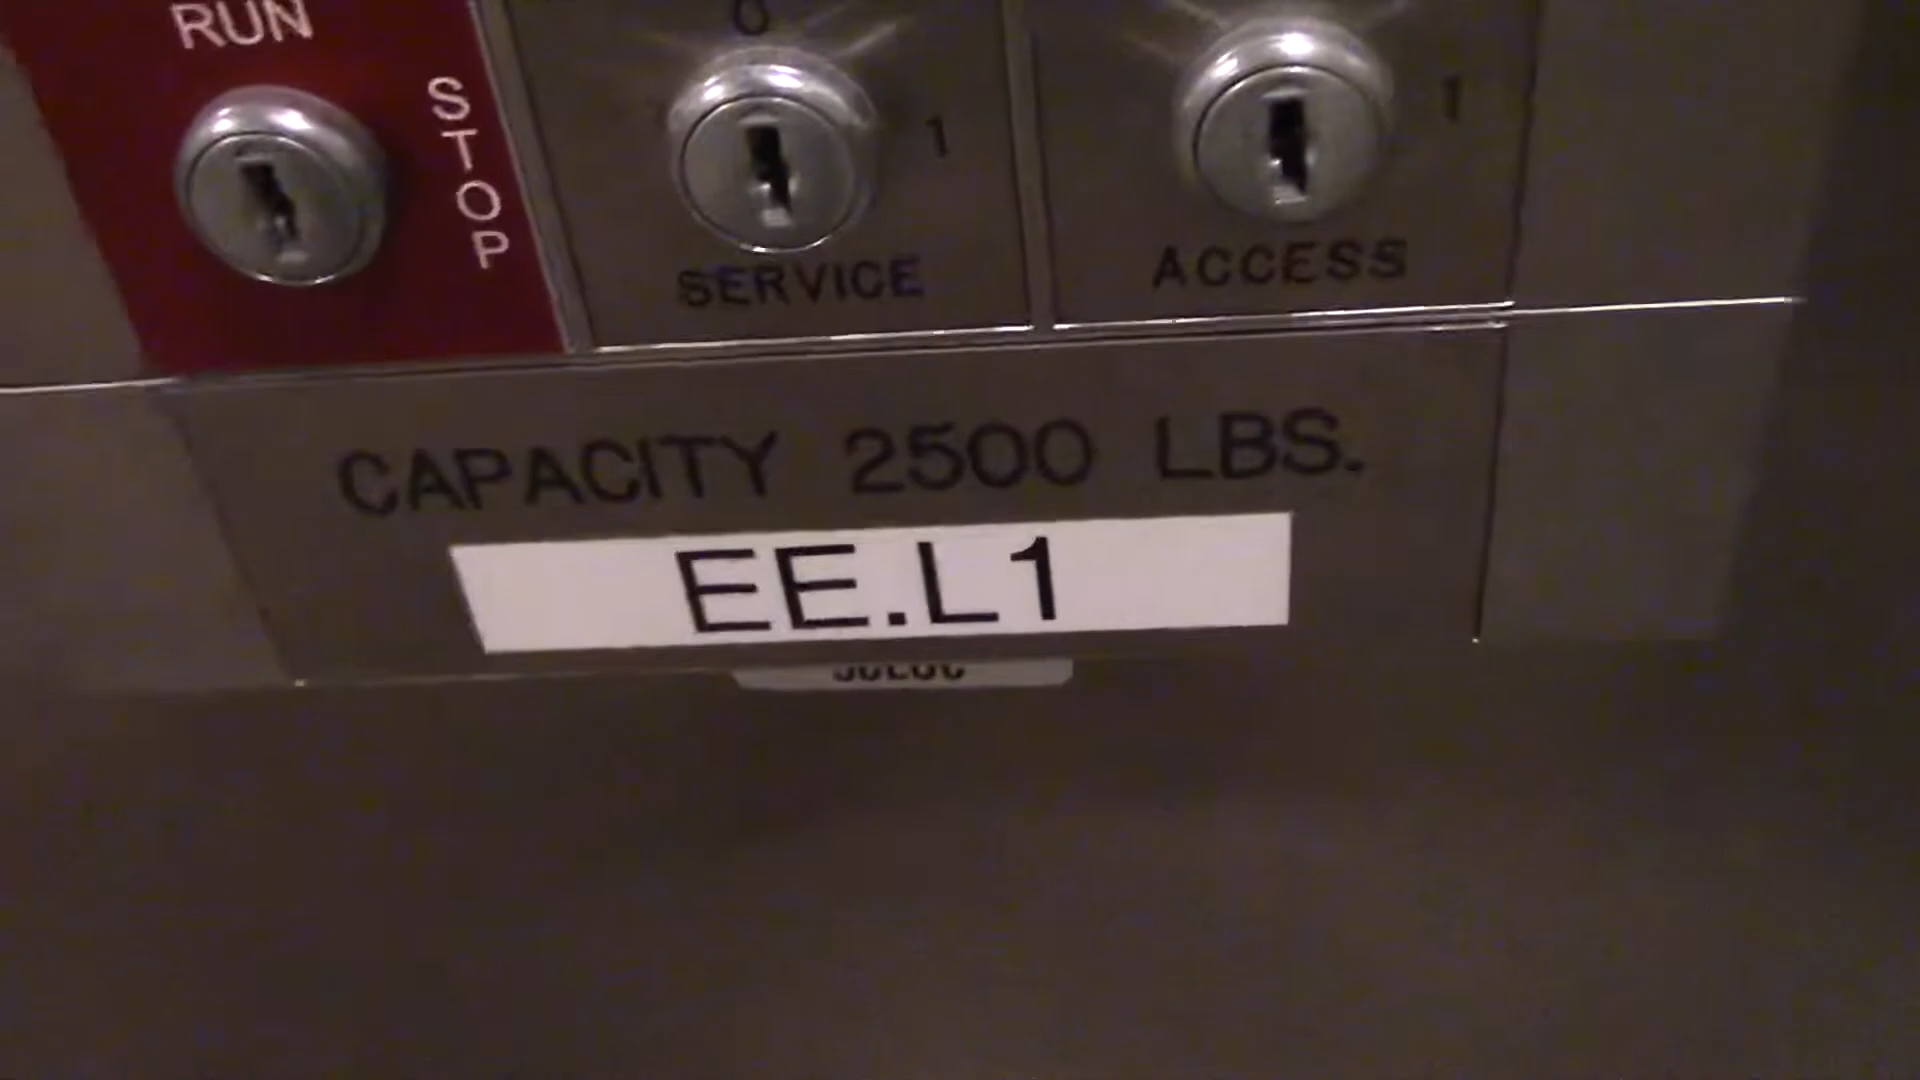 RUN
STOP
0
1
SERVICE
1
ACCESS
CAPACITY 2500 LBS.
EE.L1